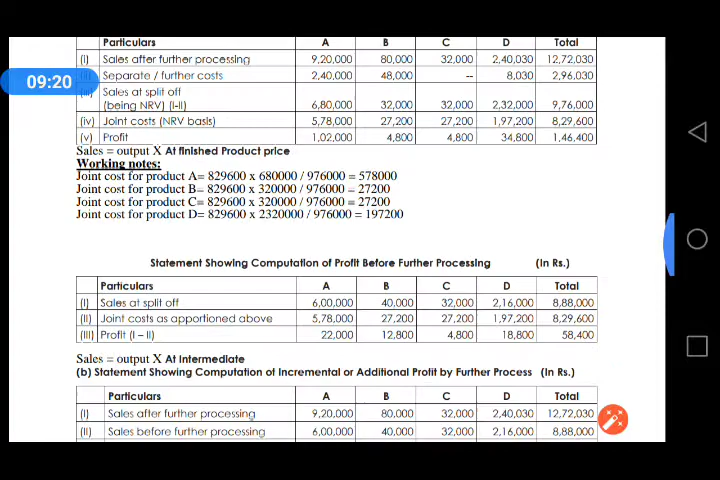 Particulars A B C D Total
(i) Sales after further processing 9,20,000 80,000 32,000 2,40,030 12,72,030
Separate / further costs 2,40,000 48,000 -- 8,030 2,96,030
09:20
Sales at split off
(being NRV) (I-II) 6,80,000 32,000 32,000 2,32,000 9,76,000
(iv) Joint costs (NRV basis) 5,78,000 27,200 27,200 1,97,200 8,29,600
(v) Profit 1,02,000 4,800 4,800 34,800 1,46,400
Sales = output X At finished Product price
Working notes:
Joint cost for product A= 829600 x 680000 / 976000 = 578000
Joint cost for product B= 829600 x 320000 / 976000 = 27200
Joint cost for product C= 829600 x 320000 / 976000 = 27200
Joint cost for product D= 829600 x 2320000 / 976000 = 197200
Statement Showing Computation of Profit Before Further Processing (In Rs.)
Particulars A B C D Total
(I) Sales at split off 6,00,000 40,000 32,000 2,16,000 8,88,000
(II) Joint costs as apportioned above 5,78,000 27,200 27,200 1,97,200 8,29,600
(III) Profit (I – II) 22,000 12,800 4,800 18,800 58,400
Sales = output X At Intermediate
(b) Statement Showing Computation of Incremental or Additional Profit by Further Process (In Rs.)
Particulars A B C D Total
(I) Sales after further processing 9,20,000 80,000 32,000 2,40,030 12,72,030
(II) Sales before further processing 6,00,000 40,000 32,000 2,16,000 8,88,000